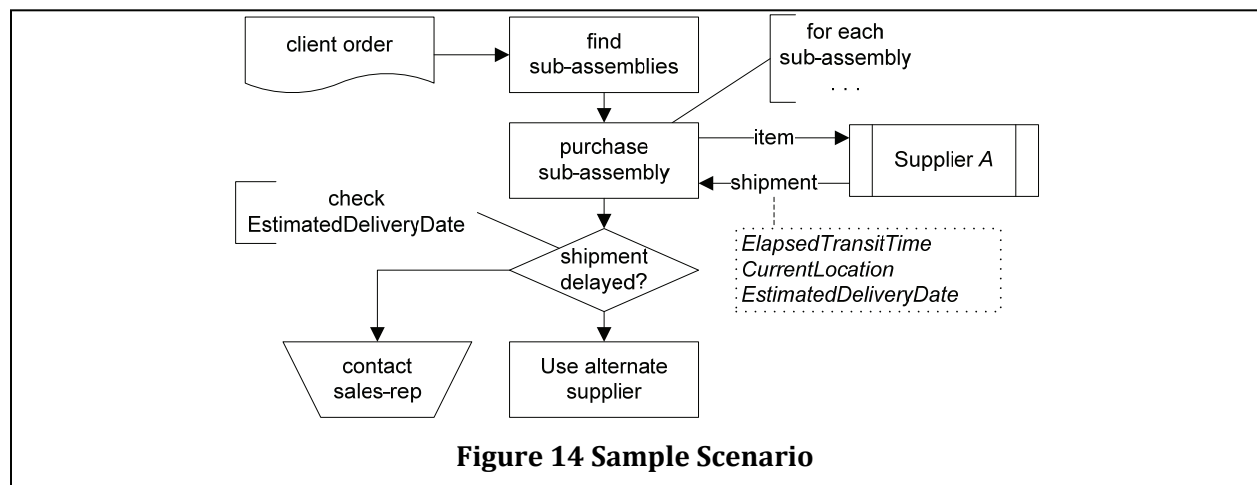 client order
find
sub-assemblies
for each
sub-assembly
. . .
purchase
sub-assembly
item
Supplier A
shipment
check
EstimatedDeliveryDate
shipment
delayed?
ElapsedTransitTime
CurrentLocation
EstimatedDeliveryDate
contact
sales-rep
Use alternate
supplier
Figure 14 Sample Scenario